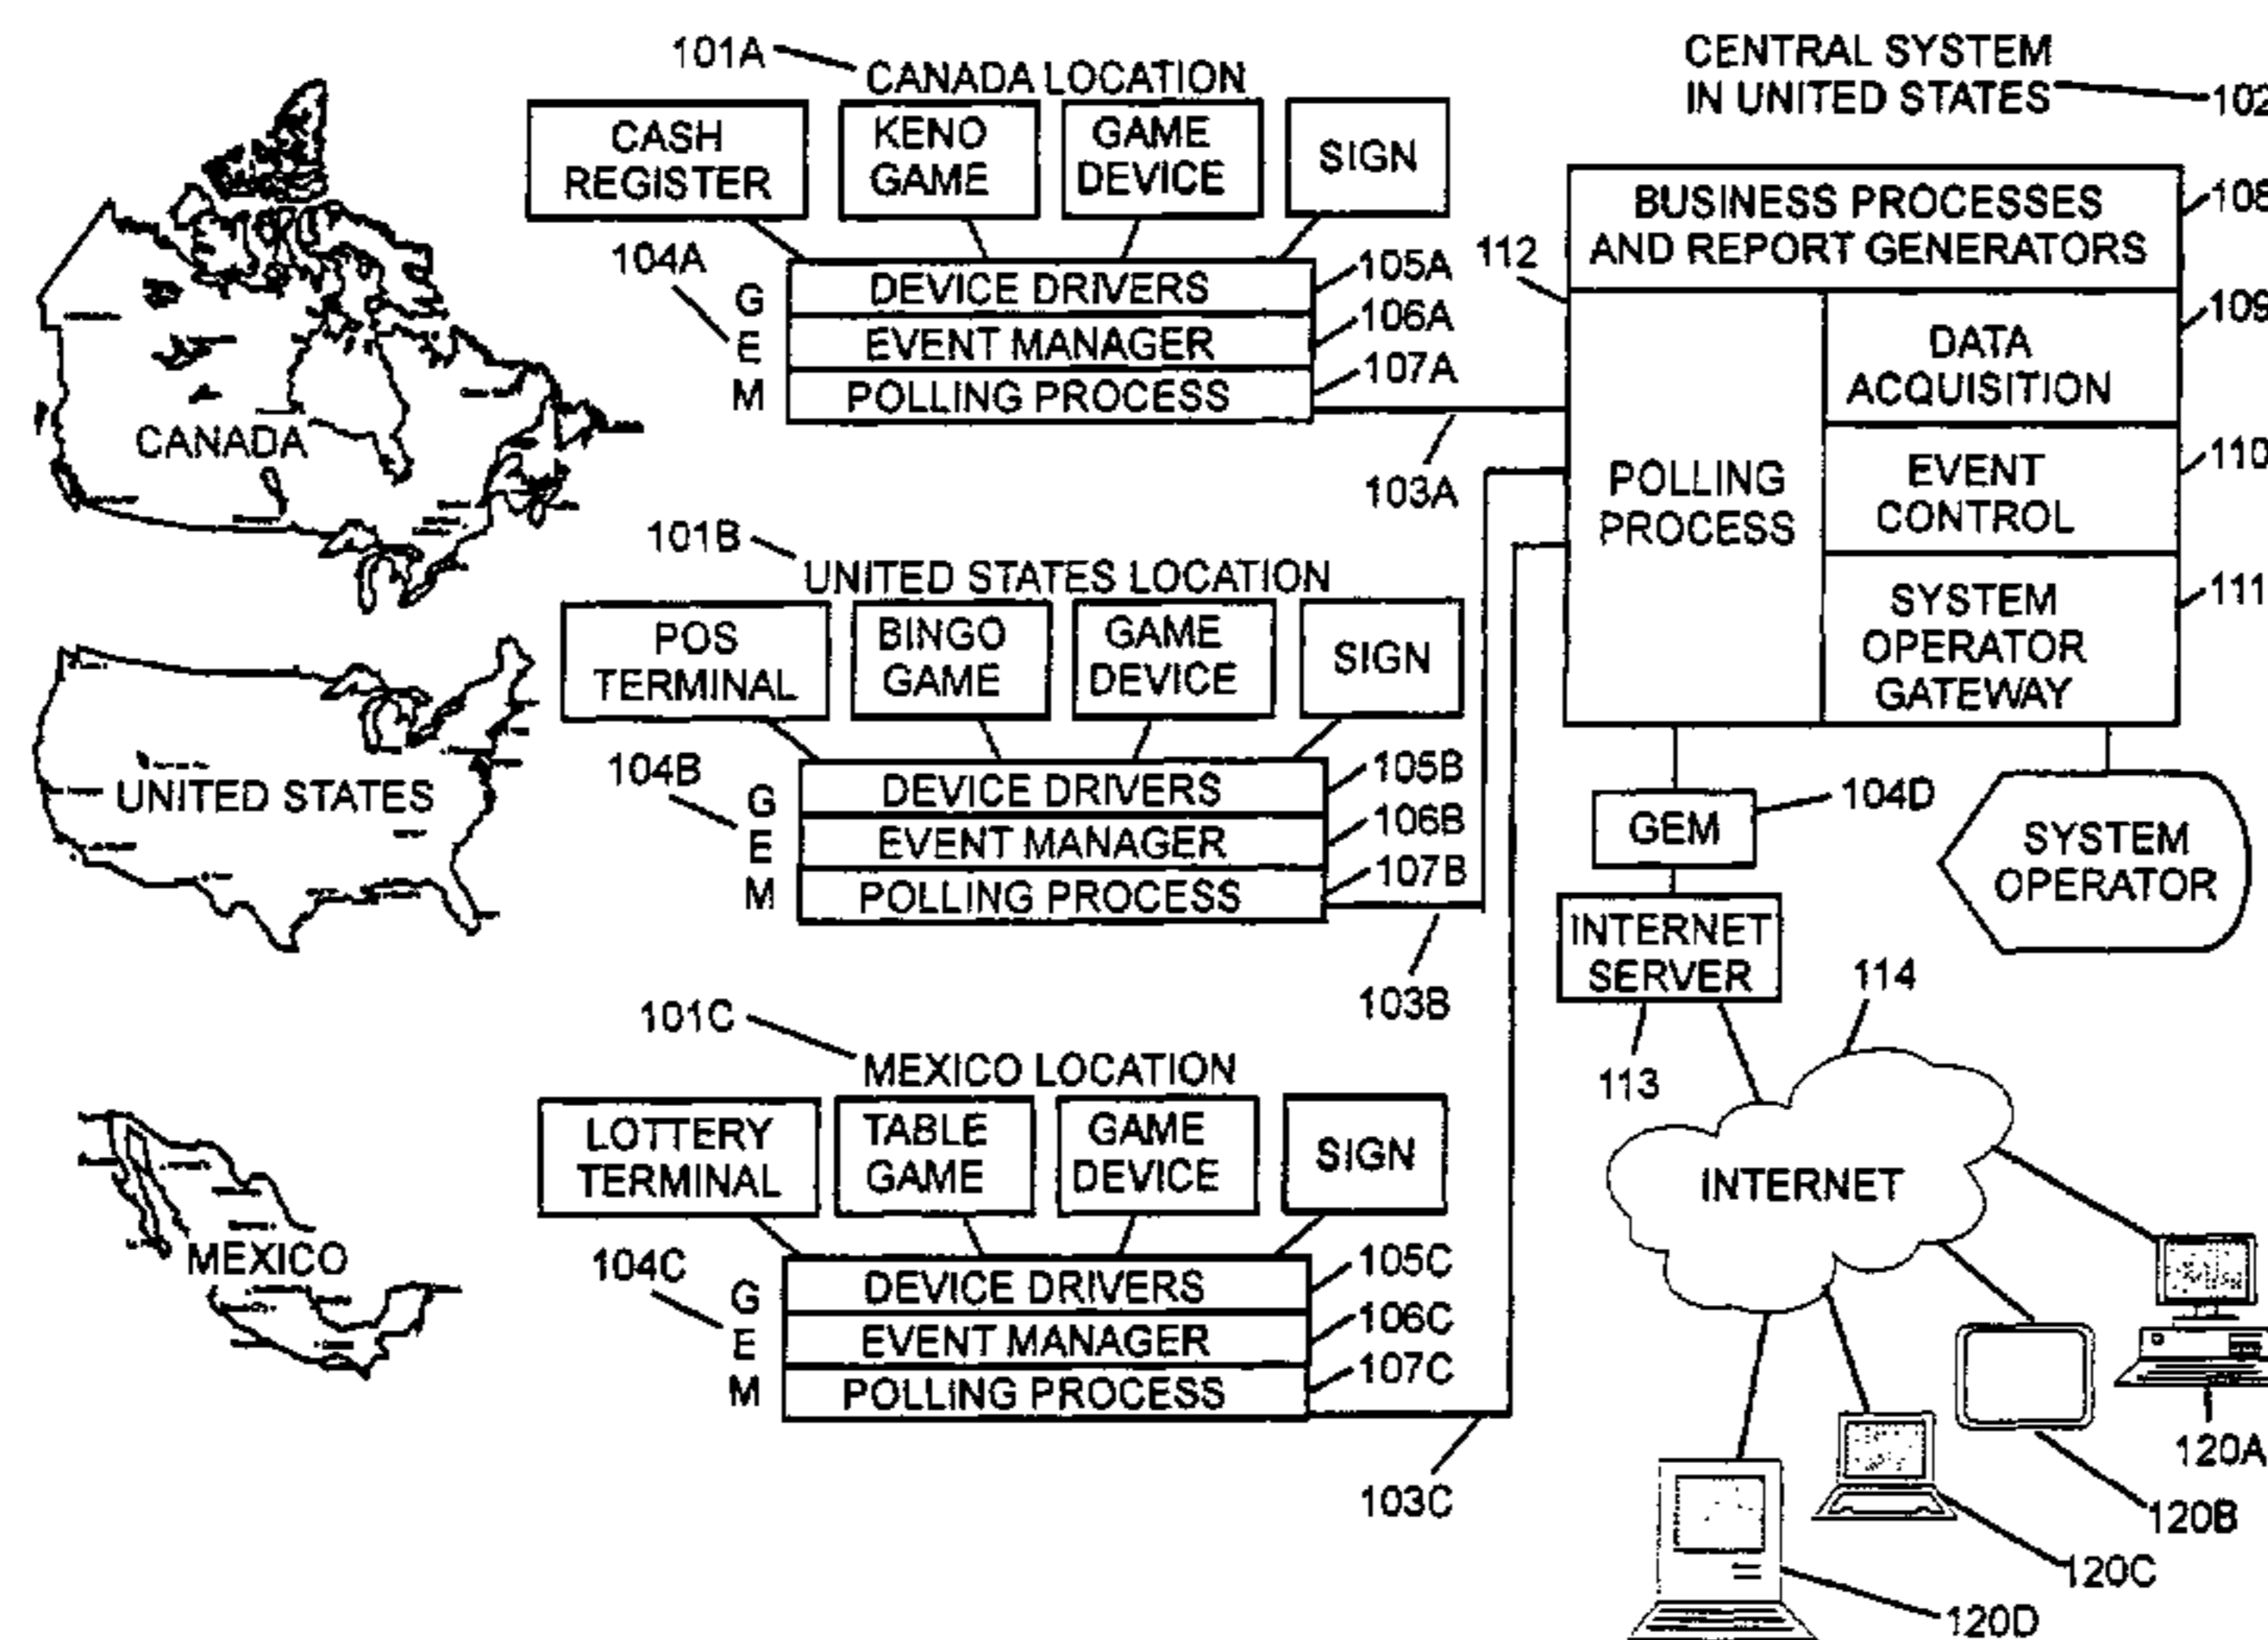 CANADA
UNITED STATES
MEXICO
101A
CANADA LOCATION
CASH
REGISTER
KENO
GAME
GAME
DEVICE
SIGN
104A
G
E
M
DEVICE DRIVERS
EVENT MANAGER
POLLING PROCESS
105A
106A
107A
103A
101B
UNITED STATES LOCATION
POS
TERMINAL
BINGO
GAME
GAME
DEVICE
SIGN
104B
G
E
M
DEVICE DRIVERS
EVENT MANAGER
POLLING PROCESS
105B
106B
107B
103B
101C
MEXICO LOCATION
LOTTERY
TERMINAL
TABLE
GAME
GAME
DEVICE
SIGN
104C
G
E
M
DEVICE DRIVERS
EVENT MANAGER
POLLING PROCESS
105C
106C
107C
103C
CENTRAL SYSTEM
IN UNITED STATES
102
BUSINESS PROCESSES
AND REPORT GENERATORS
108
112
POLLING
PROCESS
DATA
ACQUISITION
109
EVENT
CONTROL
110
SYSTEM
OPERATOR
GATEWAY
111
GEM
104D
SYSTEM
OPERATOR
INTERNET
SERVER
113
114
INTERNET
120A
120B
120C
120D